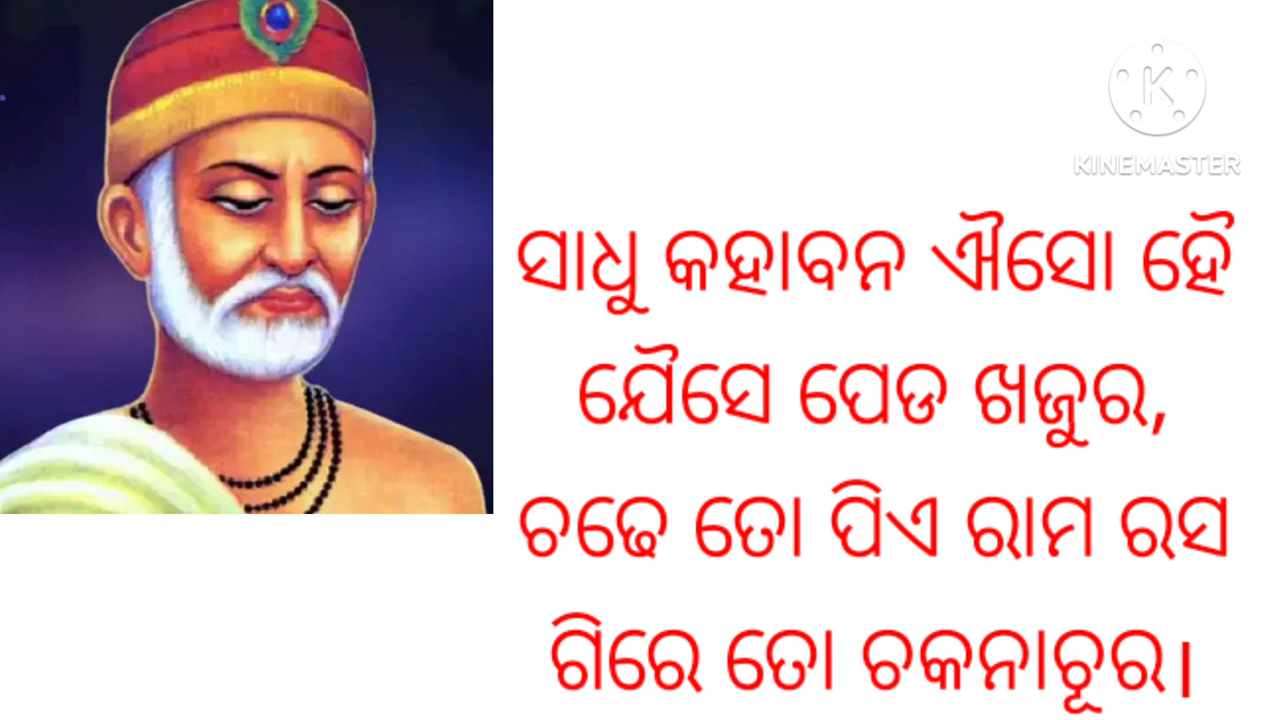 KINEMASTER
ସାଧୁ କହାବନ ଐସୋ ହୈ
ଯୈସେ ପେଡ ଖଜୁର,
ଚଢେ ତୋ ପିଏ ରାମ ରସ
ଗିରେ ତୋ ଚକନାଚୂର।